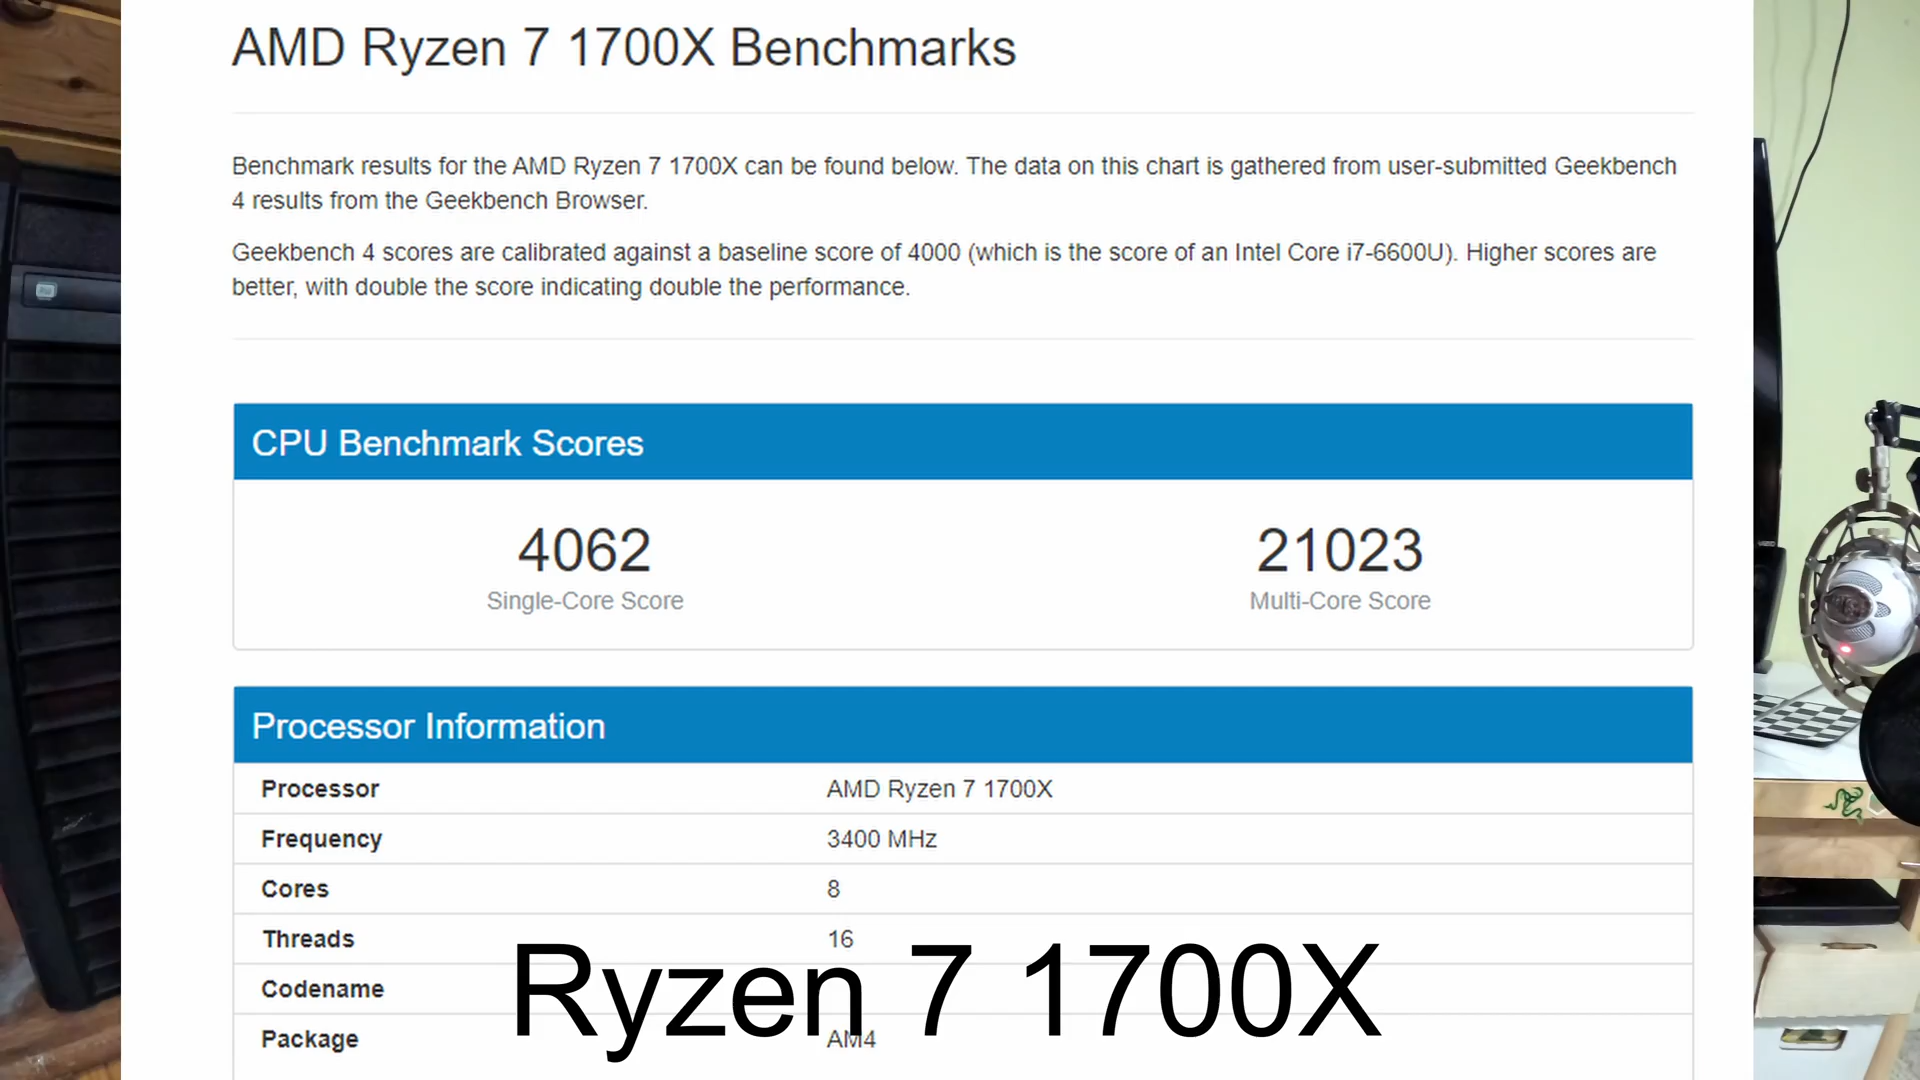 AMD Ryzen 7 1700X Benchmarks
Benchmark results for the AMD Ryzen 7 1700X can be found below. The data on this chart is gathered from user-submitted Geekbench
4 results from the Geekbench Browser.
Geekbench 4 scores are calibrated against a baseline score of 4000 (which is the score of an Intel Core i7-6600U). Higher scores are
better, with double the score indicating double the performance.
CPU Benchmark Scores
4062 21023
Single-Core Score Multi-Core Score
Processor Information
Processor AMD Ryzen 7 1700X
Frequency 3400 MHz
Cores 8
Threads 16
Codename
Ryzen 7 1700X
Package AM4